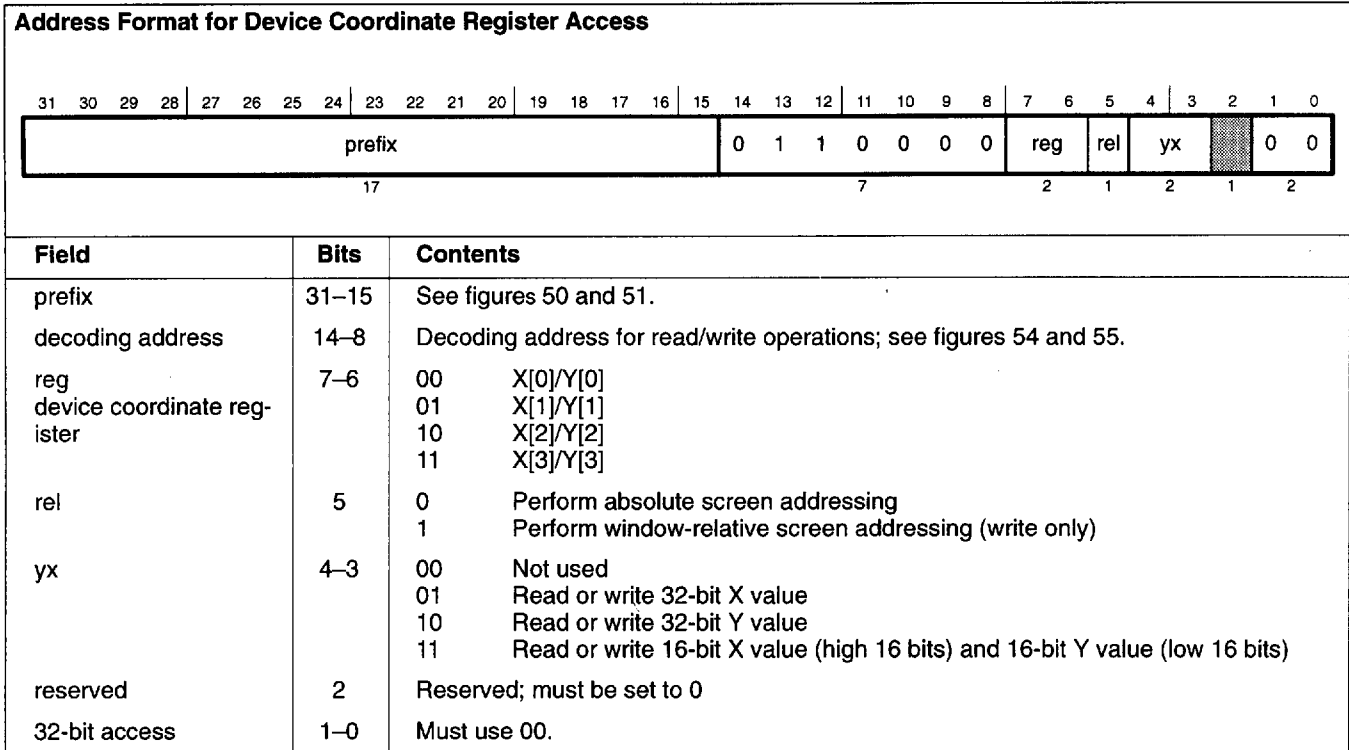 Address Format for Device Coordinate Register Access
31 30 29 28 27 26 25 24 23 22 21 20 19 18 17 16 15 14 13 12 11 10 9 8 7 6 5 4 3 2 1 0
prefix 0 1 1 0 0 0 0 reg rel yx 0 0
17 7 2 1 2 1 2
Field Bits Contents
prefix 31–15 See figures 50 and 51.
decoding address 14–8 Decoding address for read/write operations; see figures 54 and 55.
reg 7–6 00 X[0]/Y[0]
device coordinate reg- 01 X[1]/Y[1]
ister 10 X[2]/Y[2]
11 X[3]/Y[3]
rel 5 0 Perform absolute screen addressing
1 Perform window-relative screen addressing (write only)
yx 4–3 00 Not used
01 Read or write 32-bit X value
10 Read or write 32-bit Y value
11 Read or write 16-bit X value (high 16 bits) and 16-bit Y value (low 16 bits)
reserved 2 Reserved; must be set to 0
32-bit access 1–0 Must use 00.